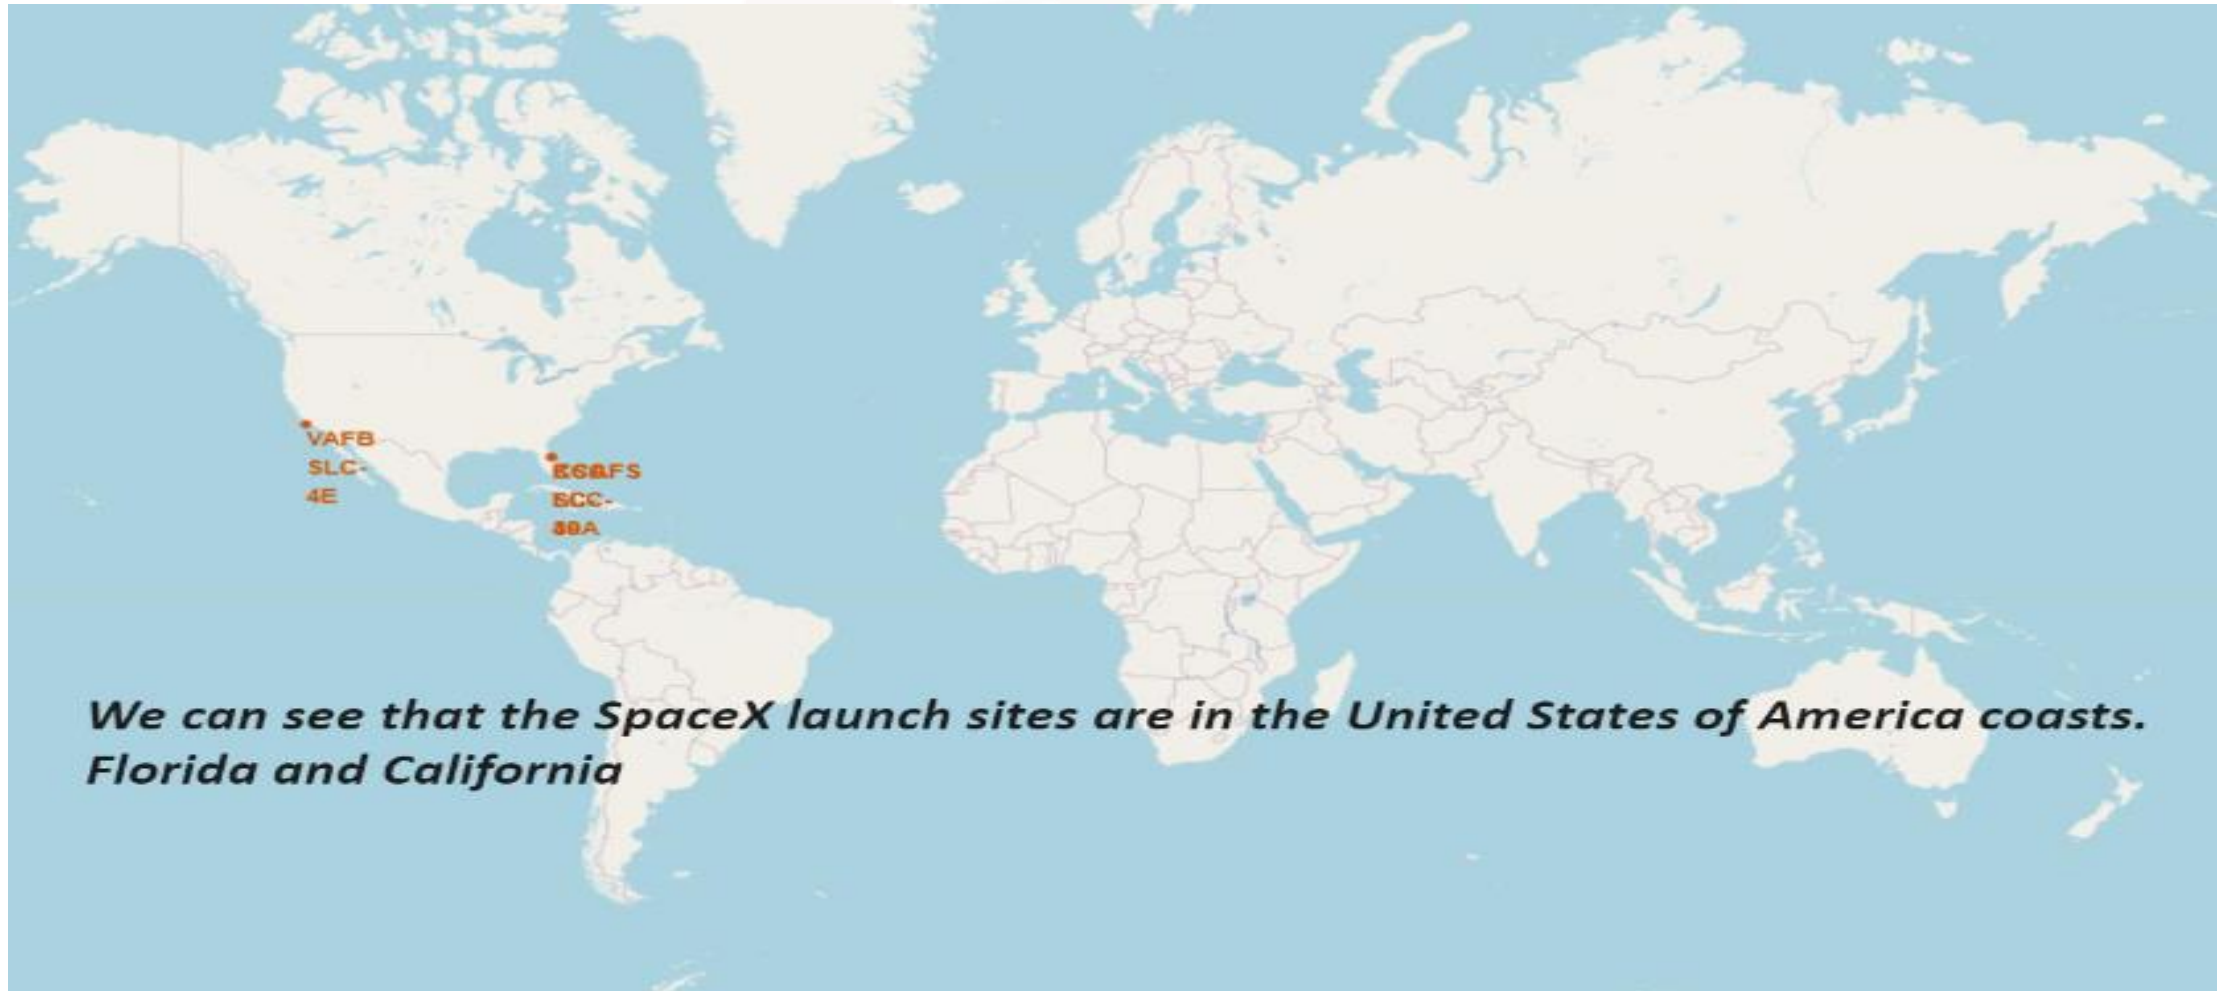 VAFB
SLC-
4E
We can see that the SpaceX launch sites are in the United States of America coasts.
Florida and California